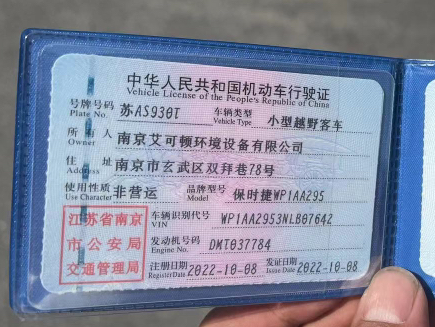 中华人民共和国机动车行驶证
Vehicle License of the People's Republic of China
号牌号码 苏AS930T 车辆类型 小型越野客车
Plate No. Vehicle Type
所有人 南京艾可顿环境设备有限公司
Owner
住址 南京市玄武区双拜巷78号
Address
使用性质 非营运 品牌型号 保时捷WP1AA295
Use Character Model
江苏省南京
市公安局
交通管理局
车辆识别代号 WP1AA2953NLB07642
VIN
发动机号码 DMT037784
Engine No.
注册日期 2022-10-08 发证日期 2022-10-08
Register Date Issue Date